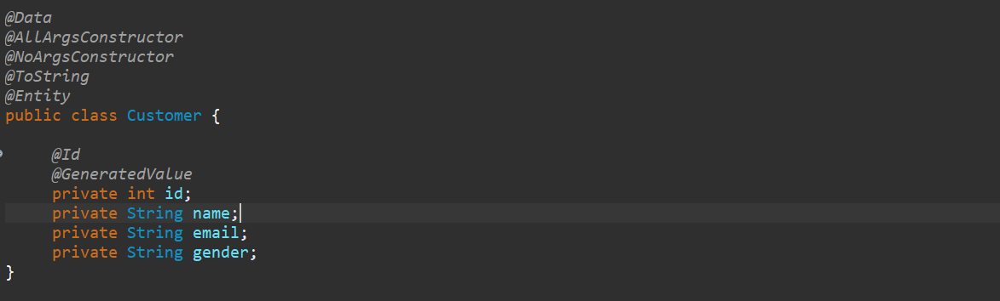 @Data
@AllArgsConstructor
@NoArgsConstructor
@ToString
@Entity
public class Customer {
@Id
@GeneratedValue
private int id;
private String name;
private String email;
private String gender;
}